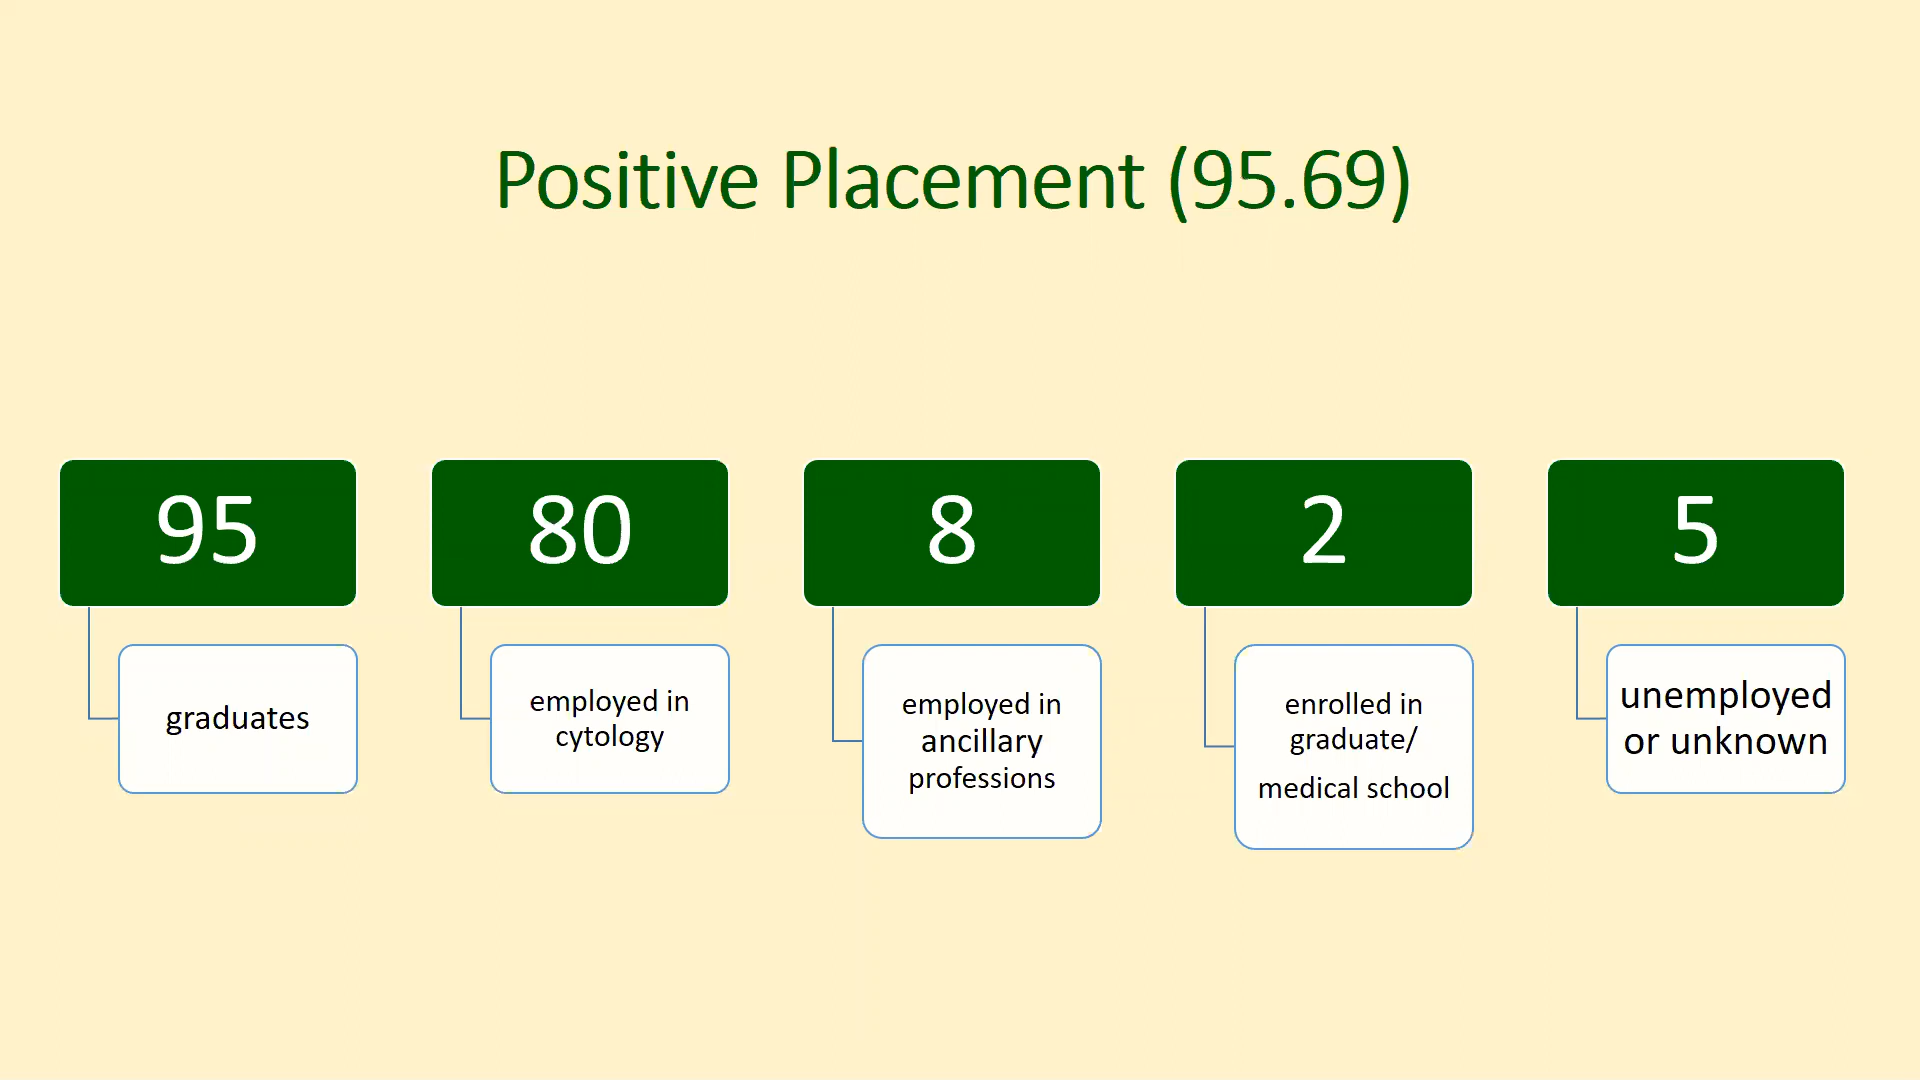 Positive Placement (95.69)
95
graduates
80
employed in
cytology
8
employed in
ancillary
professions
2
enrolled in
graduate/
medical school
5
unemployed
or unknown